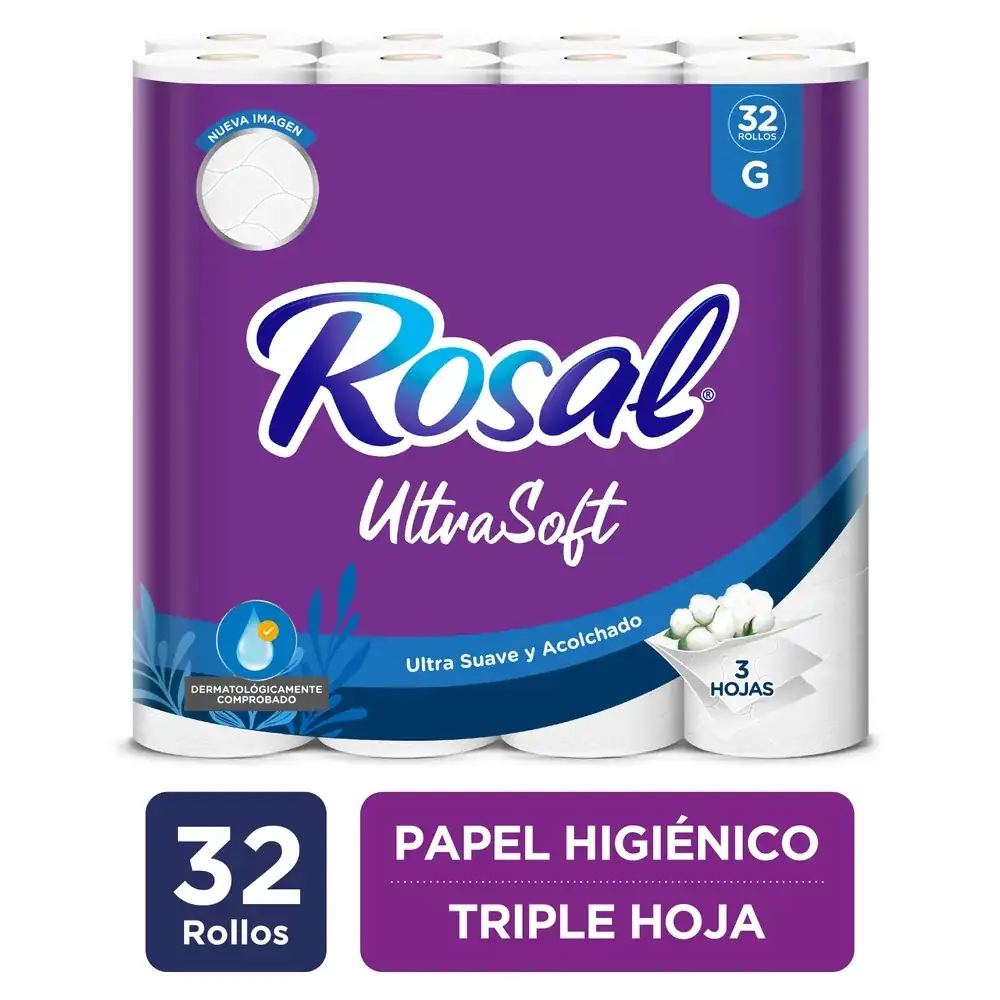 NUEVA IMAGEN
32
ROLLOS
G
Rosal®
UltraSoft
Ultra Suave y Acolchado
3
HOJAS
DERMATOLÓGICAMENTE
COMPROBADO
32
Rollos
PAPEL HIGIÉNICO
TRIPLE HOJA